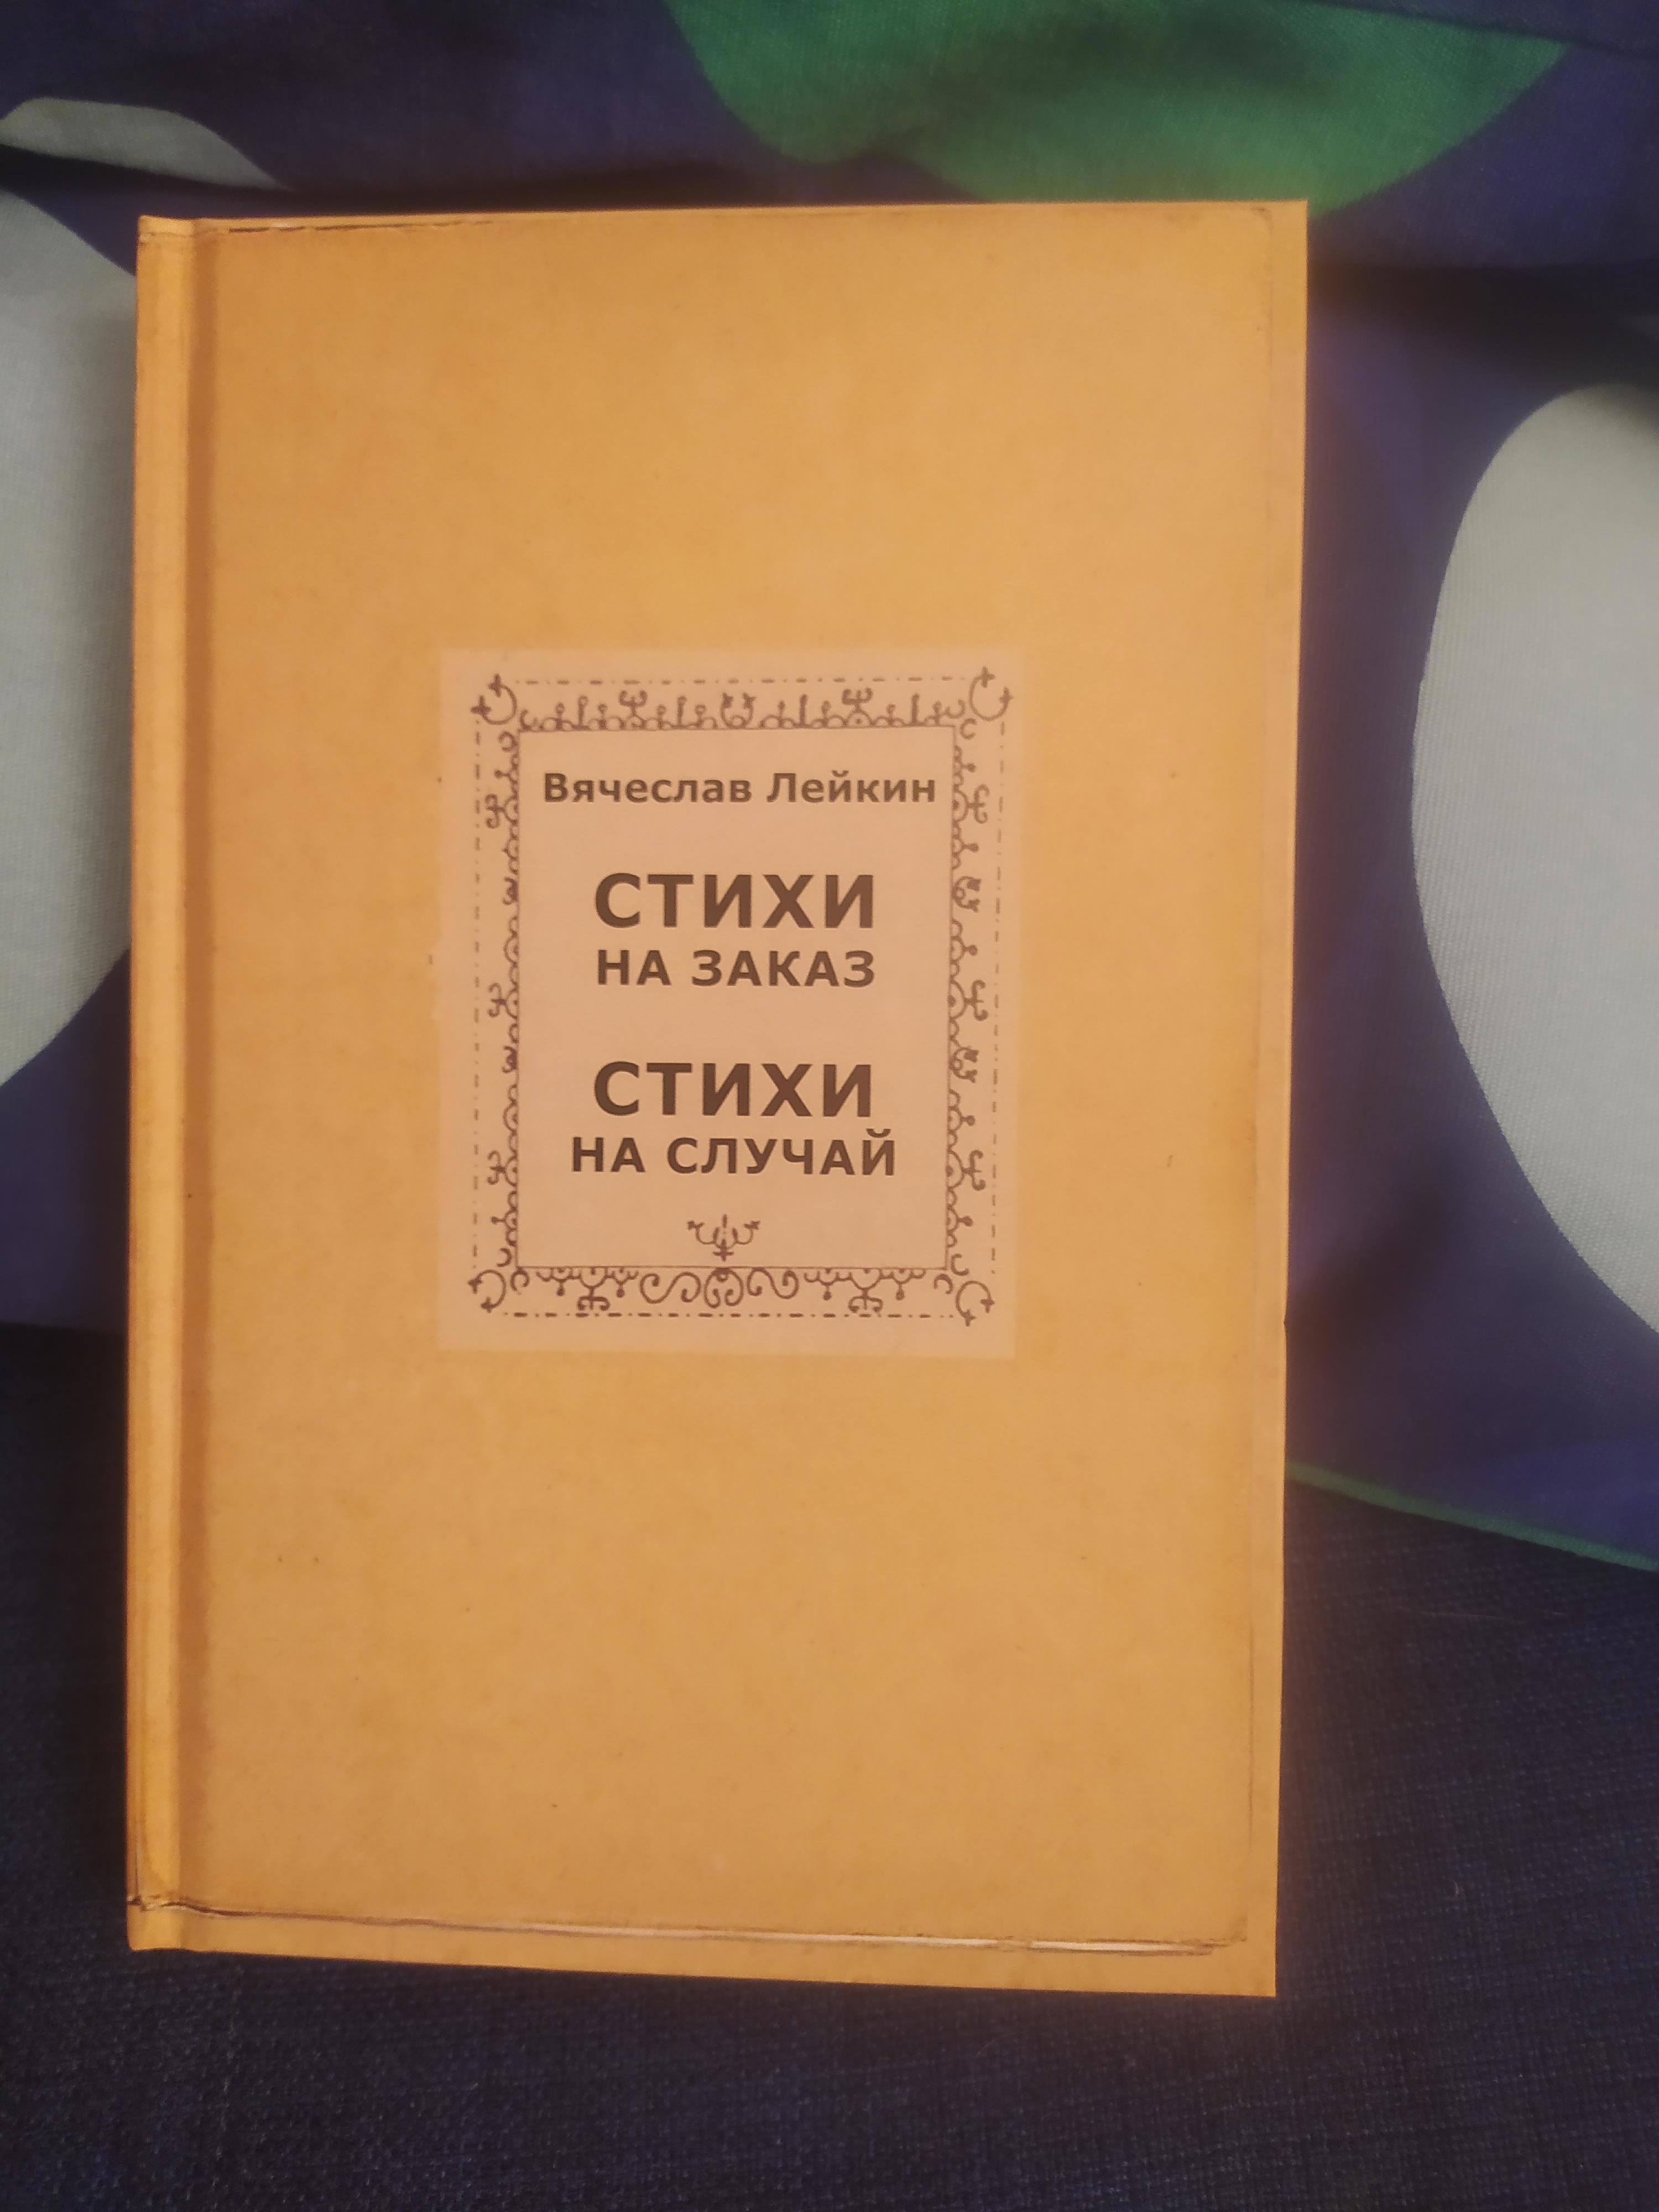 Вячеслав Лейкин
СТИХИ
НА ЗАКАЗ
СТИХИ
НА СЛУЧАЙ